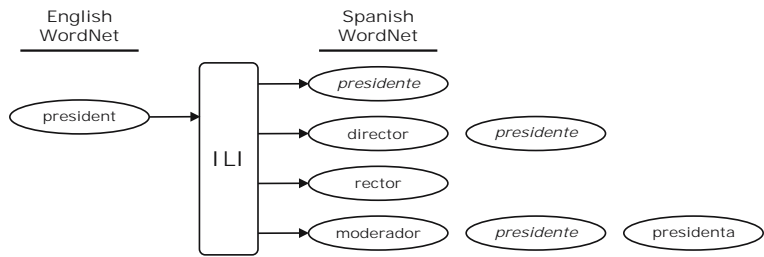 English
WordNet
Spanish
WordNet
presidente
president
director
presidente
ILI
rector
moderador
presidente
presidenta